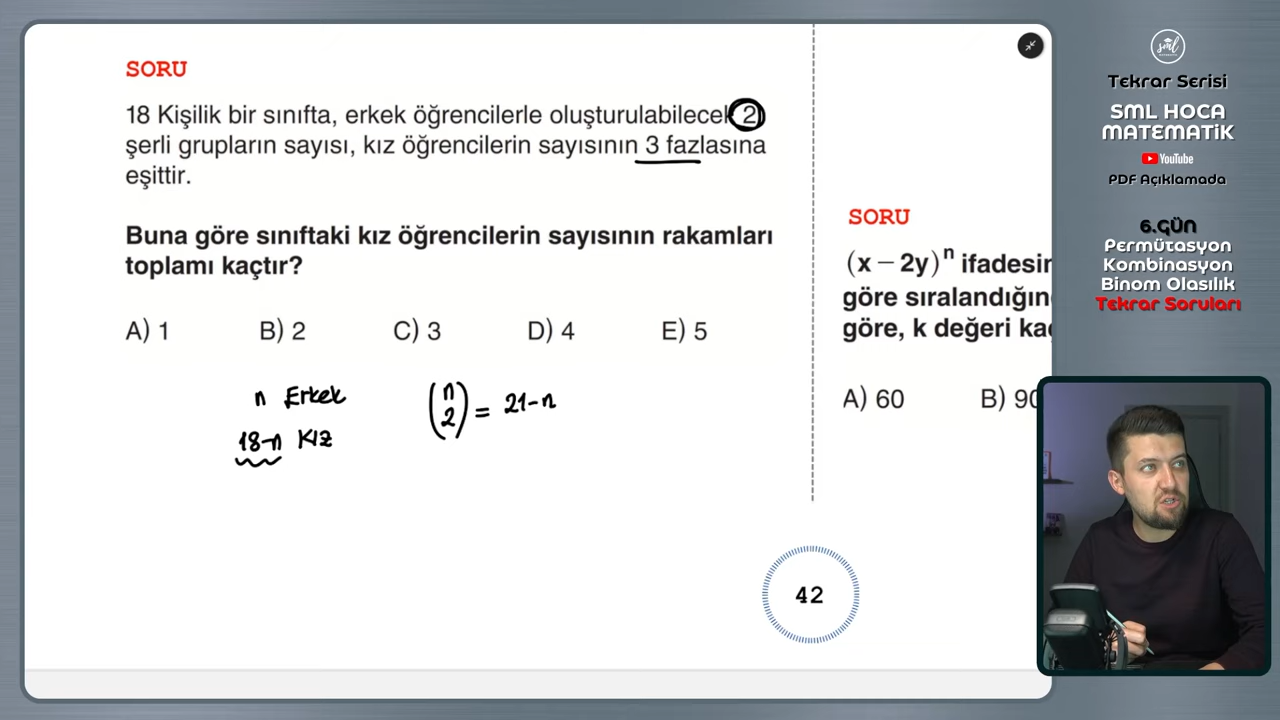 SORU
18 Kişilik bir sınıfta, erkek öğrencilerle oluşturulabilecek 2
şerli grupların sayısı, kız öğrencilerin sayısının 3 fazlasına
eşittir.
Buna göre sınıftaki kız öğrencilerin sayısının rakamları
toplamı kaçtır?
A) 1 B) 2 C) 3 D) 4 E) 5
n Erkek
18-n Kız
(n 2) = 21-n
SORU
(x − 2y)^n ifadesin
göre sıralandığın
göre, k değeri kaç
A) 60 B) 90
42
sml
Tekrar Serisi
SML HOCA
MATEMATİK
YouTube
PDF Açıklamada
6.GÜN
Permütasyon
Kombinasyon
Binom Olasılık
Tekrar Soruları